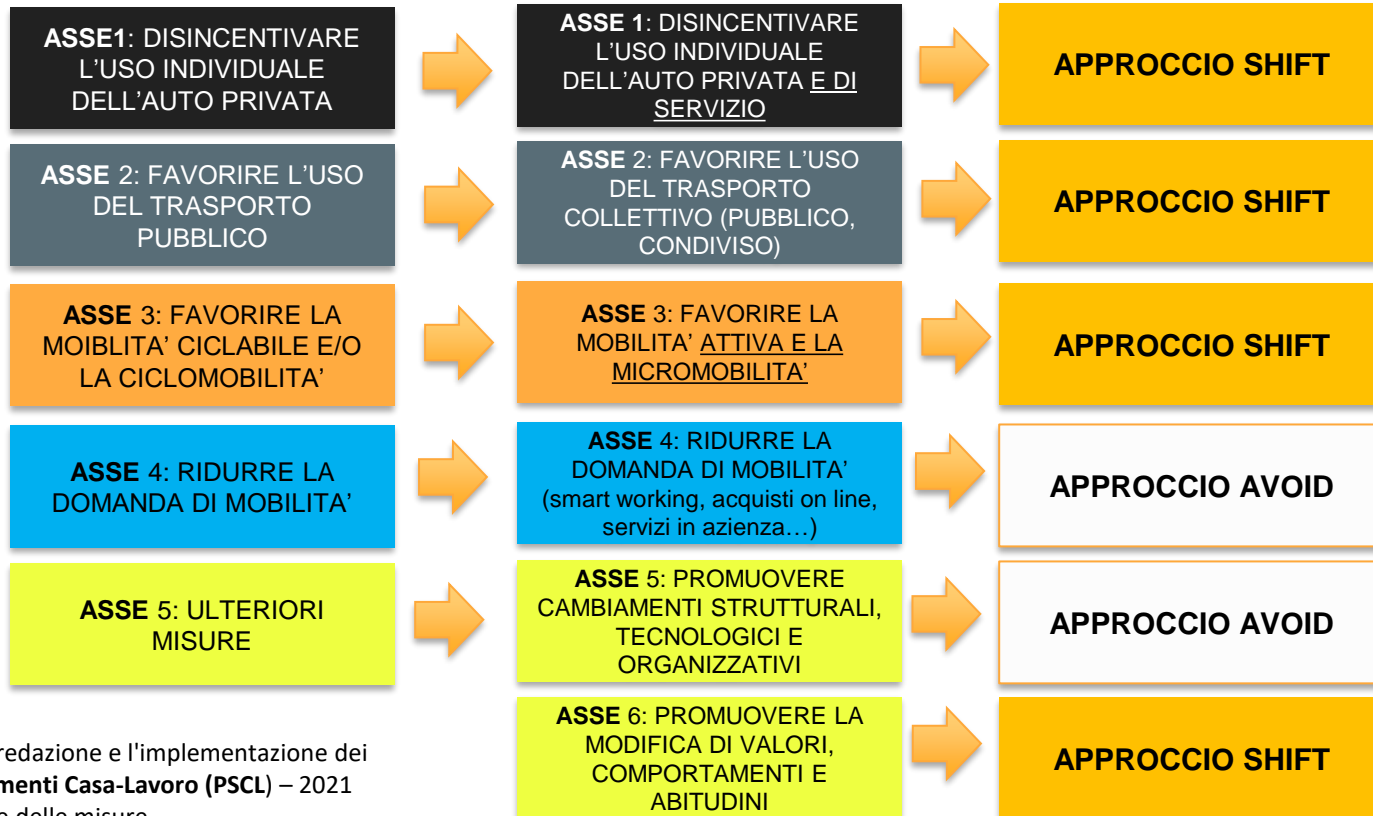 ASSE1: DISINCENTIVARE
L'USO INDIVIDUALE
DELL'AUTO PRIVATA
ASSE 1: DISINCENTIVARE
L'USO INDIVIDUALE
DELL'AUTO PRIVATA E DI
SERVIZIO
APPROCCIO SHIFT
ASSE 2: FAVORIRE L'USO
DEL TRASPORTO
PUBBLICO
ASSE 2: FAVORIRE L'USO
DEL TRASPORTO
COLLETTIVO (PUBBLICO,
CONDIVISO)
APPROCCIO SHIFT
ASSE 3: FAVORIRE LA
MOIBLITA' CICLABILE E/O
LA CICLOMOBILITA'
ASSE 3: FAVORIRE LA
MOBILITA' ATTIVA E LA
MICROMOBILITA'
APPROCCIO SHIFT
ASSE 4: RIDURRE LA
DOMANDA DI MOBILITA'
ASSE 4: RIDURRE LA
DOMANDA DI MOBILITA'
(smart working, acquisti on line,
servizi in azienza…)
APPROCCIO AVOID
ASSE 5: ULTERIORI
MISURE
ASSE 5: PROMUOVERE
CAMBIAMENTI STRUTTURALI,
TECNOLOGICI E
ORGANIZZATIVI
APPROCCIO AVOID
ASSE 6: PROMUOVERE LA
MODIFICA DI VALORI,
COMPORTAMENTI E
ABITUDINI
APPROCCIO SHIFT
redazione e l'implementazione dei
menti Casa-Lavoro (PSCL) – 2021
delle misure